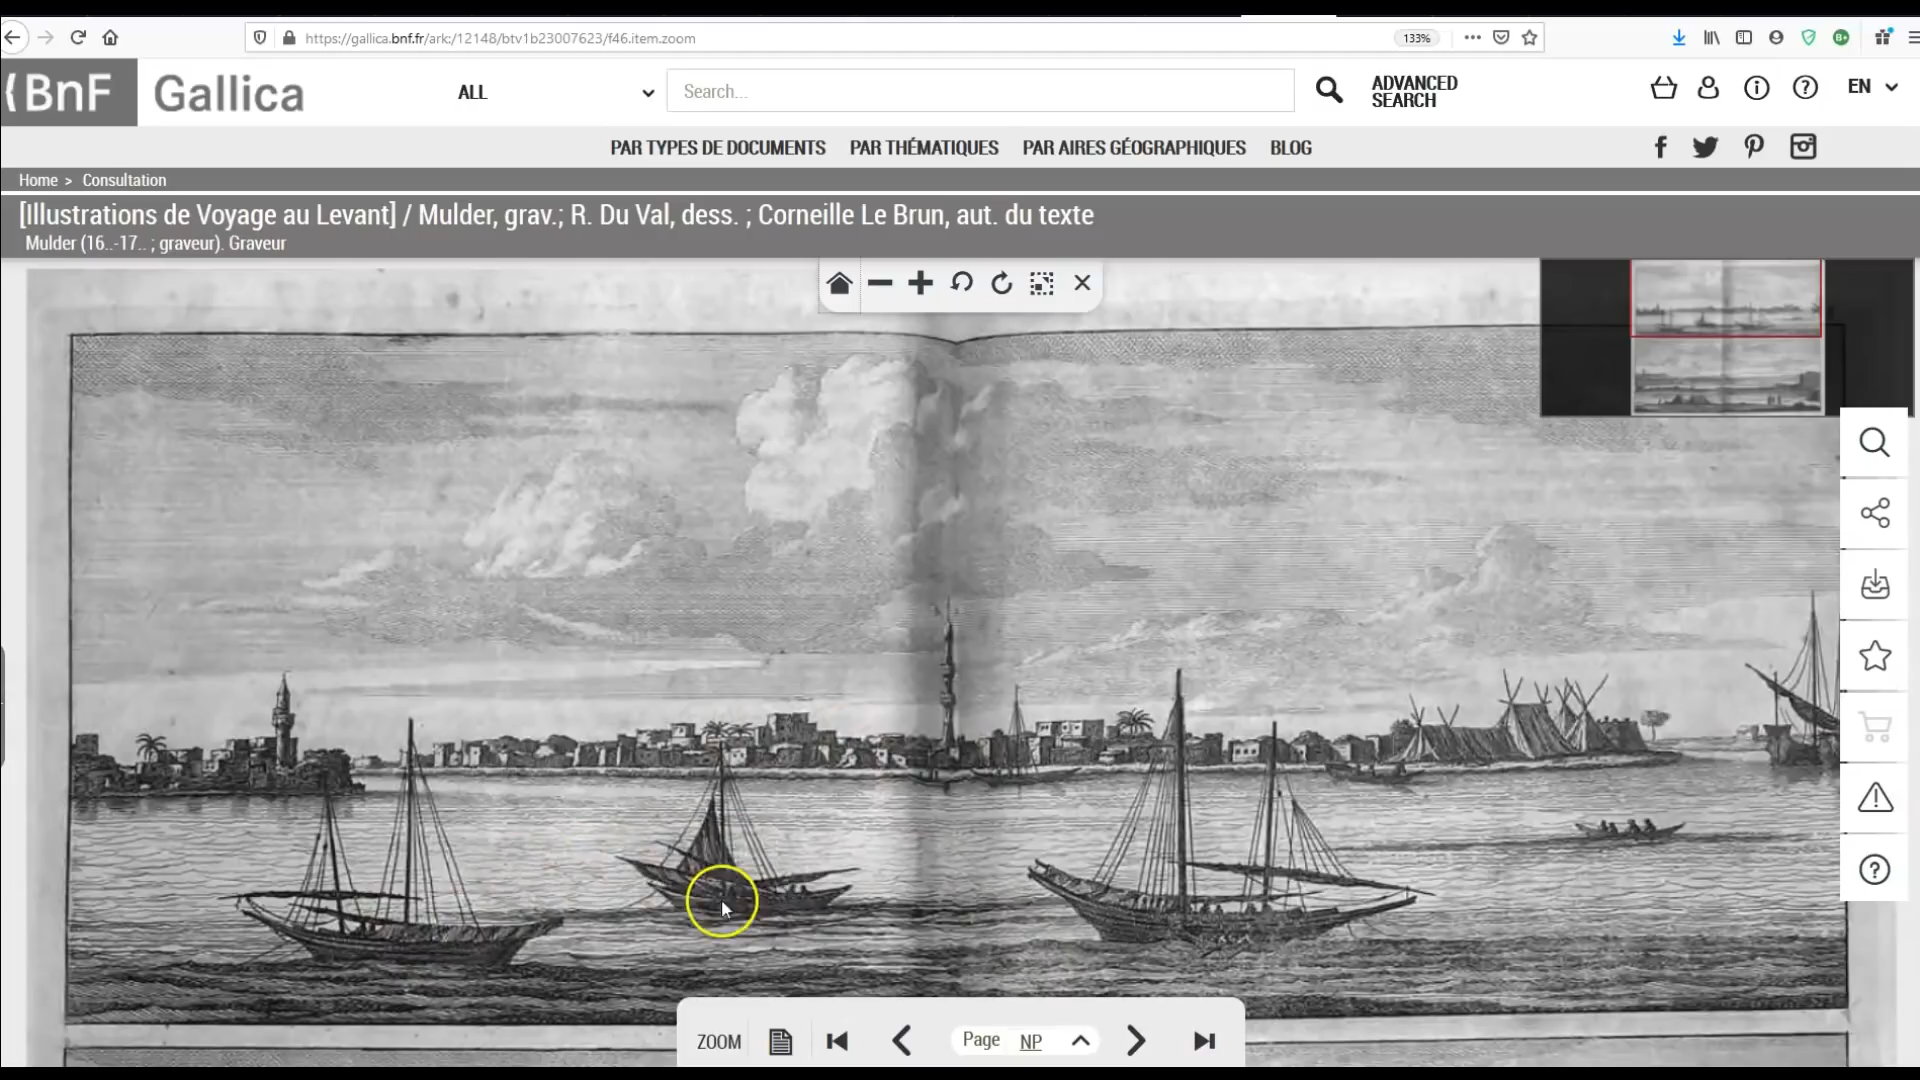 https://gallica.bnf.fr/ark:/12148/btv1b23007623/f46.item.zoom
133%
BnF Gallica
ALL
Search...
ADVANCED SEARCH
EN
PAR TYPES DE DOCUMENTS PAR THÉMATIQUES PAR AIRES GÉOGRAPHIQUES BLOG
Home > Consultation
[Illustrations de Voyage au Levant] / Mulder, grav.; R. Du Val, dess. ; Corneille Le Brun, aut. du texte
Mulder (16..-17.. ; graveur). Graveur
ZOOM
Page NP